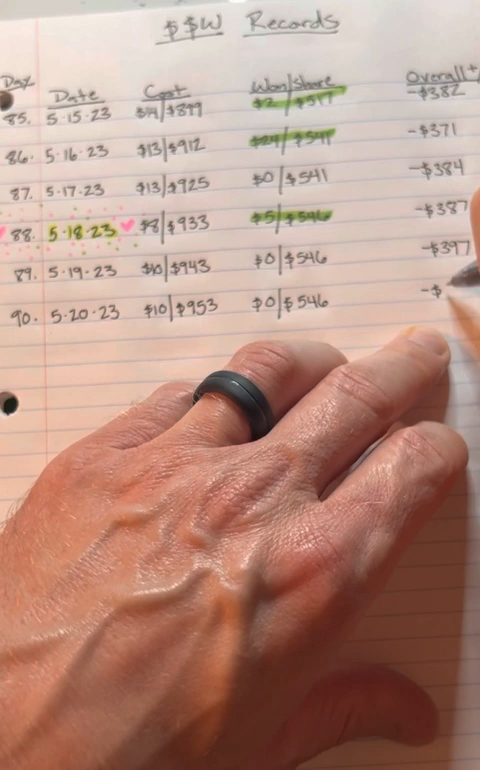 $$W Records
Day Date Cost Won/Share Overall +
85. 5·15·23 $14/$899 $2/$517 -$382
86. 5·16·23 $13/$912 $24/$541 -$371
87. 5·17·23 $13/$925 $0/$541 -$384
88. 5·18·23 $8/$933 $5/$546 -$387
89. 5·19·23 $10/$943 $0/$546 -$397
90. 5·20·23 $10/$953 $0/$546 -$